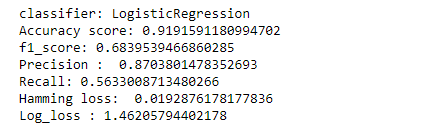 classifier: LogisticRegression
Accuracy score: 0.9191591180994702
f1_score: 0.6839539466860285
Precision :  0.8703801478352693
Recall: 0.5633008713480266
Hamming loss:  0.0192876178177836
Log_loss : 1.46205794402178